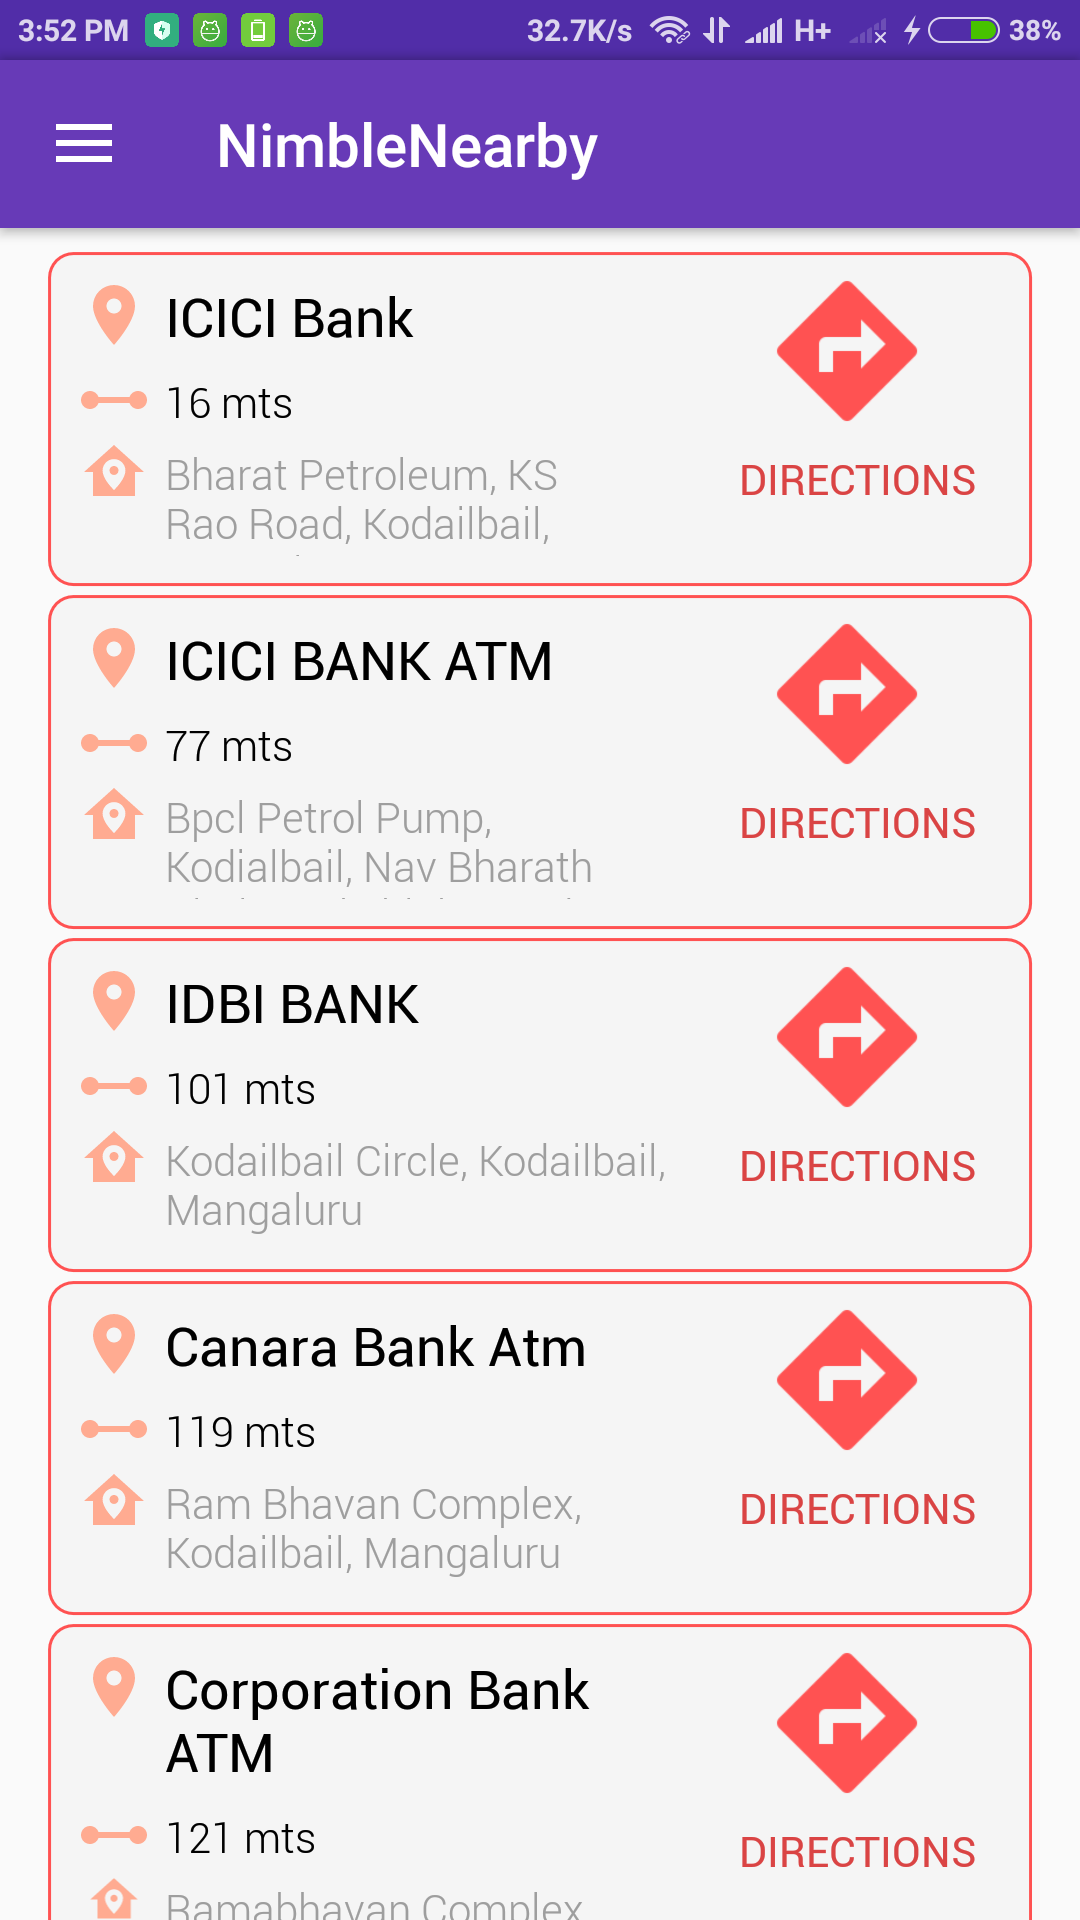 3:52 PM 32.7K/s H+ 38%
NimbleNearby
ICICI Bank
16 mts
Bharat Petroleum, KS
Rao Road, Kodailbail,
DIRECTIONS
ICICI BANK ATM
77 mts
Bpcl Petrol Pump,
Kodialbail, Nav Bharath
DIRECTIONS
IDBI BANK
101 mts
Kodailbail Circle, Kodailbail,
Mangaluru
DIRECTIONS
Canara Bank Atm
119 mts
Ram Bhavan Complex,
Kodailbail, Mangaluru
DIRECTIONS
Corporation Bank
ATM
121 mts
Ramabhavan Complex
DIRECTIONS